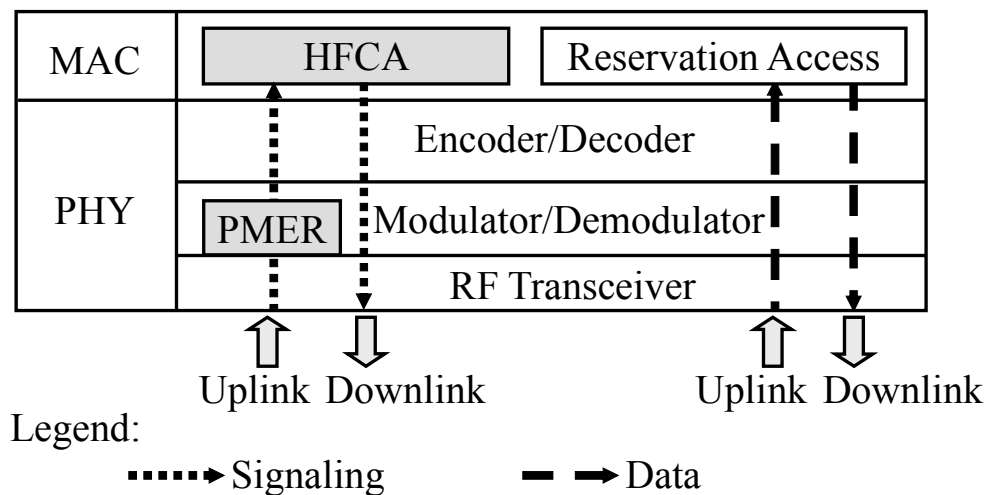 MAC
HFCA
Reservation Access
PHY
Encoder/Decoder
PMER
Modulator/Demodulator
RF Transceiver
Uplink Downlink
Uplink Downlink
Legend:
Signaling
Data